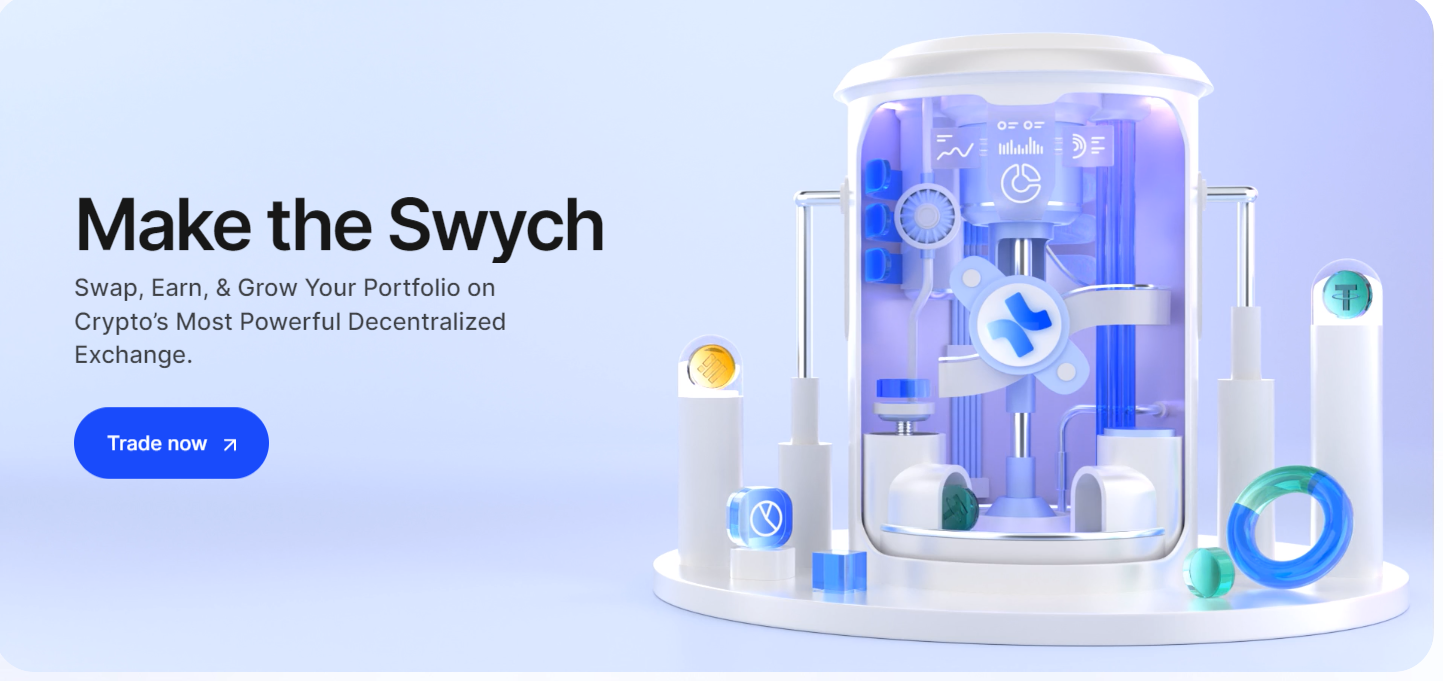 Make the Swych
Swap, Earn, & Grow Your Portfolio on
Crypto’s Most Powerful Decentralized
Exchange.
Trade now